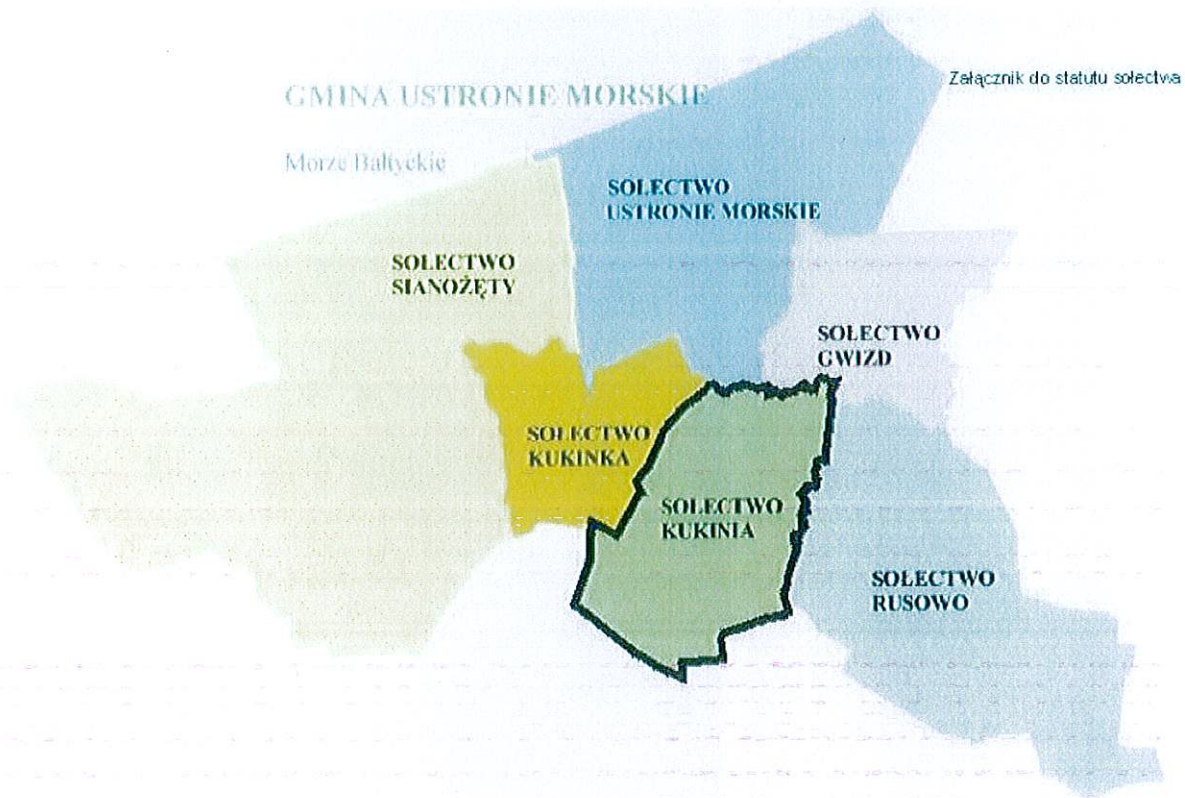 Załącznik do statutu sołectwa
GMINA USTRONIE MORSKIE
Morze Bałtyckie
SOŁECTWO
USTRONIE MORSKIE
SOŁECTWO
SIANOŻĘTY
SOŁECTWO
GWIZD
SOŁECTWO
KUKINKA
SOŁECTWO
KUKINIA
SOŁECTWO
RUSOWO